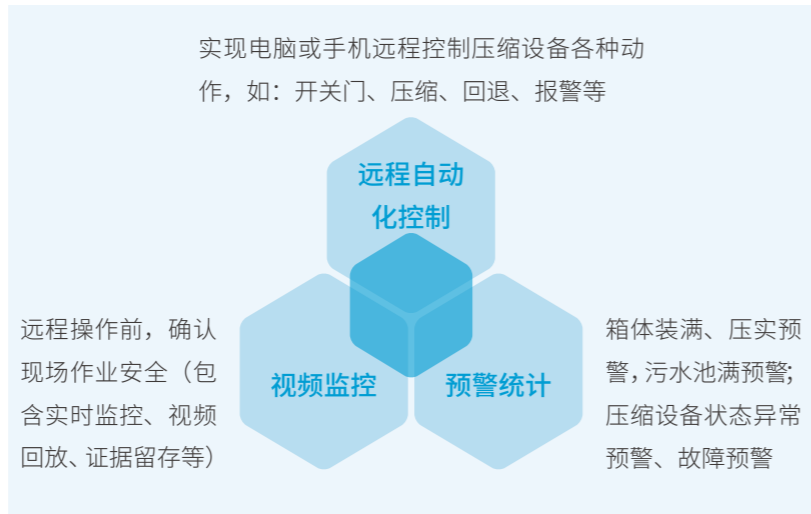 实现电脑或手机远程控制压缩设备各种动
作，如：开关门、压缩、回退、报警等
远程自动
化控制
远程操作前，确认
现场作业安全（包
含实时监控、视频
回放、证据留存等）
视频监控
预警统计
箱体装满、压实预
警，污水池满预警；
压缩设备状态异常
预警、故障预警